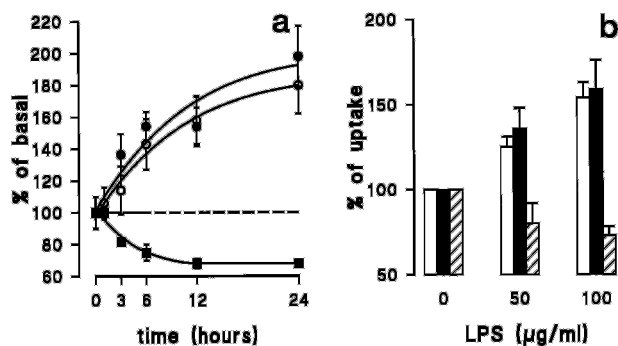 a
% of basal
220
200
180
160
140
120
100
80
60
0 3 6 12 24
time (hours)
b
% of uptake
200
150
100
50
0 50 100
LPS (µg/ml)